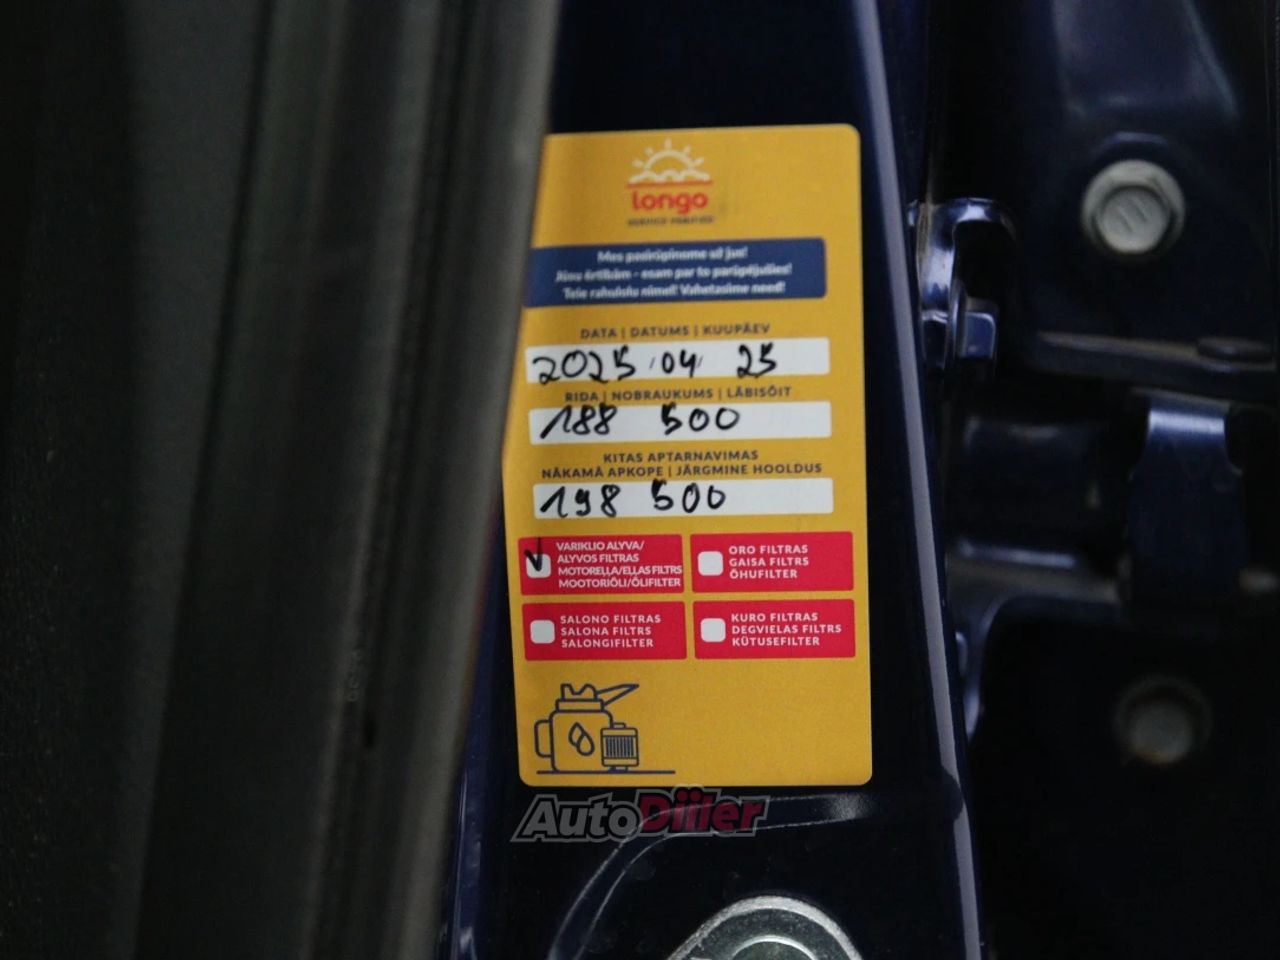 longo
Mes pasirūpinome už jus!
Jūsu ērtībām - esam par to parūpējušies!
Teie rahulolu nimel! Vahetasime need!
DATA | DATUMS | KUUPÄEV
2025 04 25
RIDA | NOBRAUKUMS | LÄBISÕIT
188 500
KITAS APTARNAVIMAS
NĀKAMĀ APKOPE | JÄRGMINE HOOLDUS
198 500
VARIKLIO ALYVA/
ALYVOS FILTRAS
MOTOREĻĻA/EĻĻAS FILTRS
MOOTORIÕLI/ÕLIFILTER
ORO FILTRAS
GAISA FILTRS
ÕHUFILTER
SALONO FILTRAS
SALONA FILTRS
SALONGIFILTER
KURO FILTRAS
DEGVIELAS FILTRS
KÜTUSEFILTER
AutoDiiler